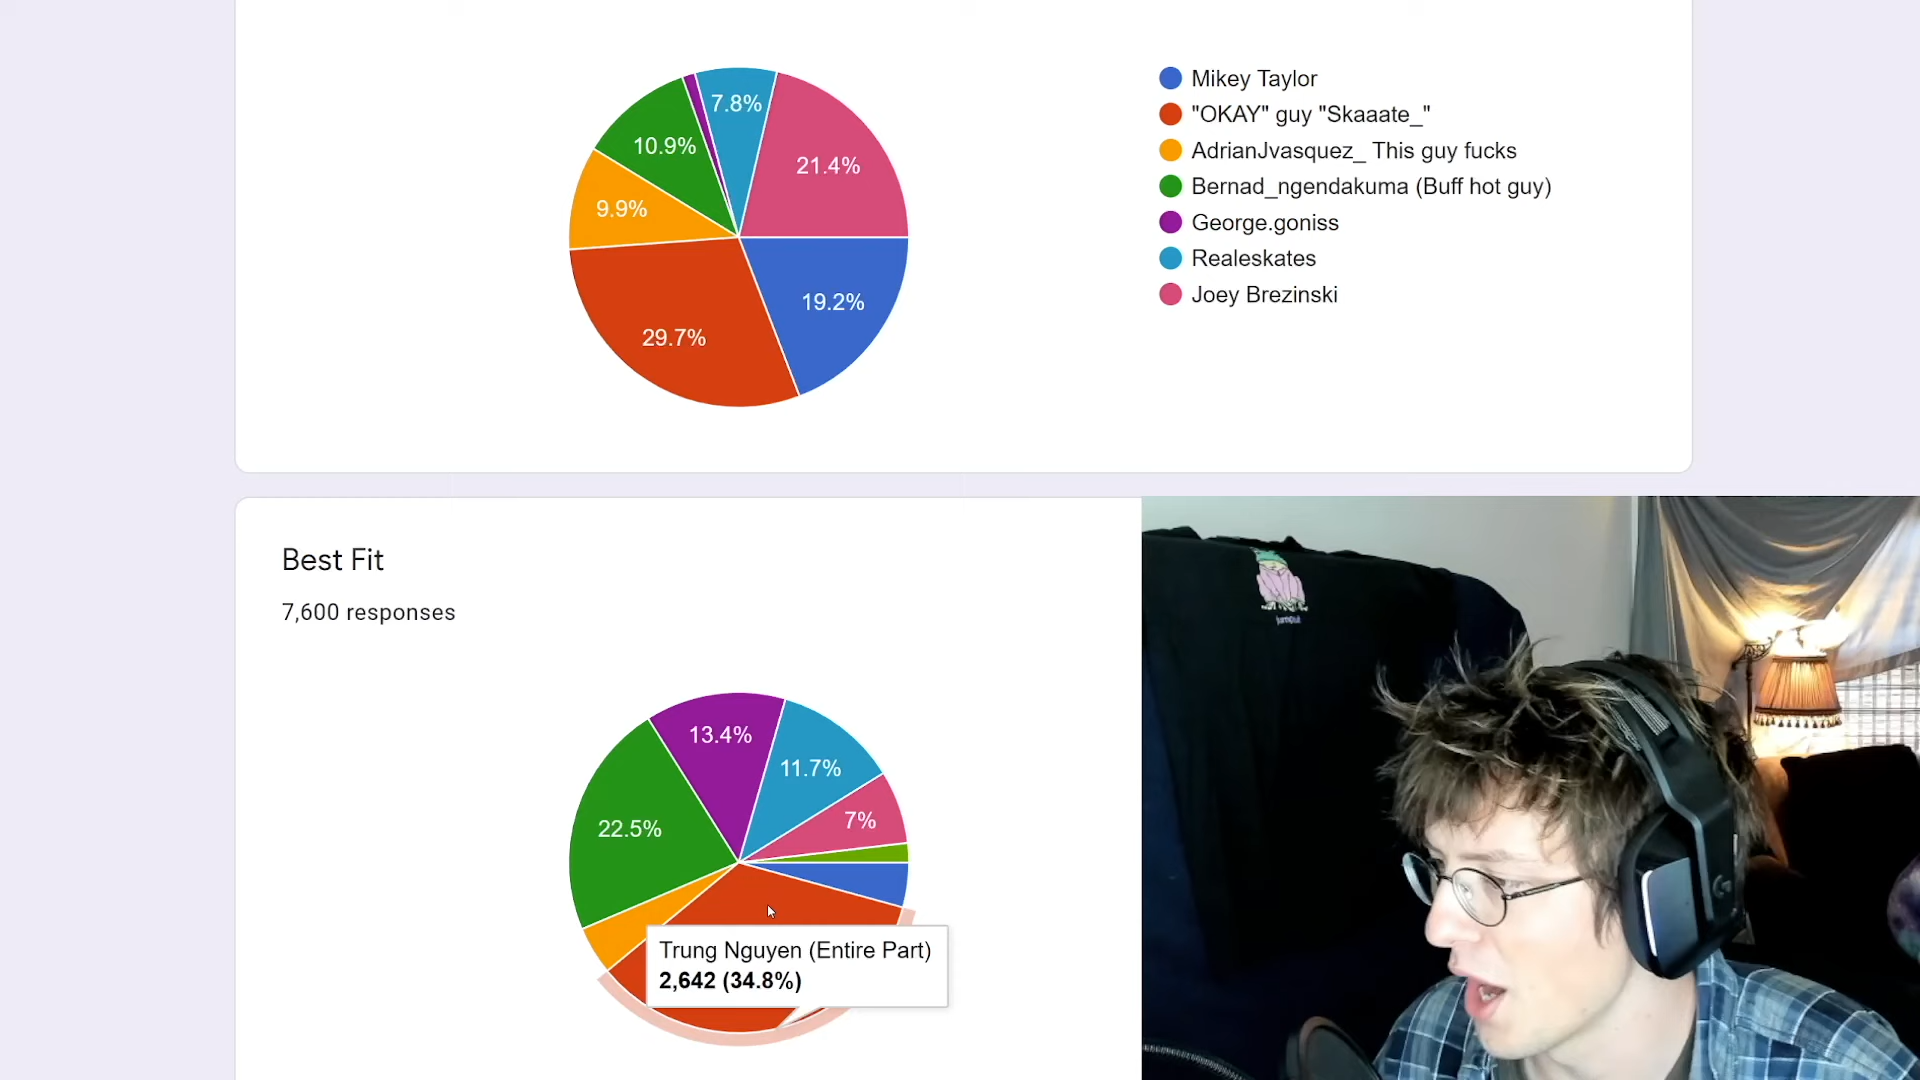 7.8%
10.9%
21.4%
9.9%
19.2%
29.7%
Mikey Taylor
"OKAY" guy "Skaaate_"
AdrianJvasquez_ This guy fucks
Bernad_ngendakuma (Buff hot guy)
George.goniss
Realeskates
Joey Brezinski
Best Fit
7,600 responses
13.4%
11.7%
7%
22.5%
Trung Nguyen (Entire Part)
2,642 (34.8%)